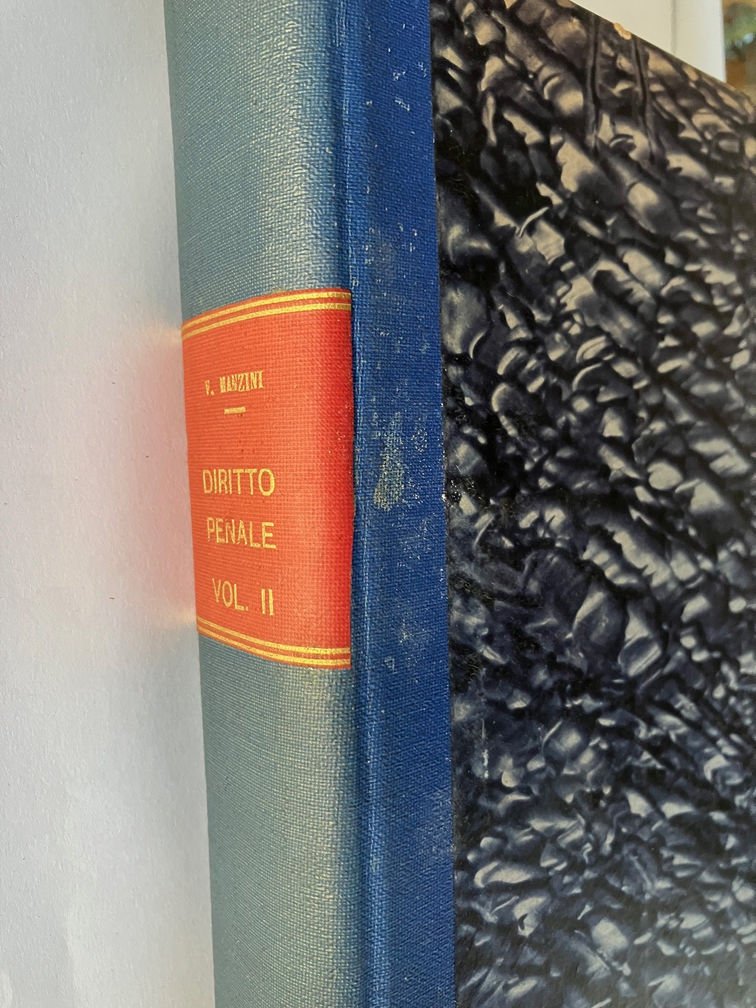 V. MANZINI
DIRITTO
PENALE
VOL. II